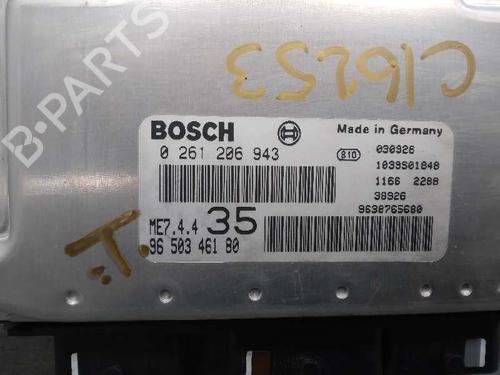 B-PARTS
C16253
BOSCH
Made in Germany
0 261 206 943
810
030326
1039S01848
1166 2288
38926
9638765680
ME7.4.4 35
96 503 461 80